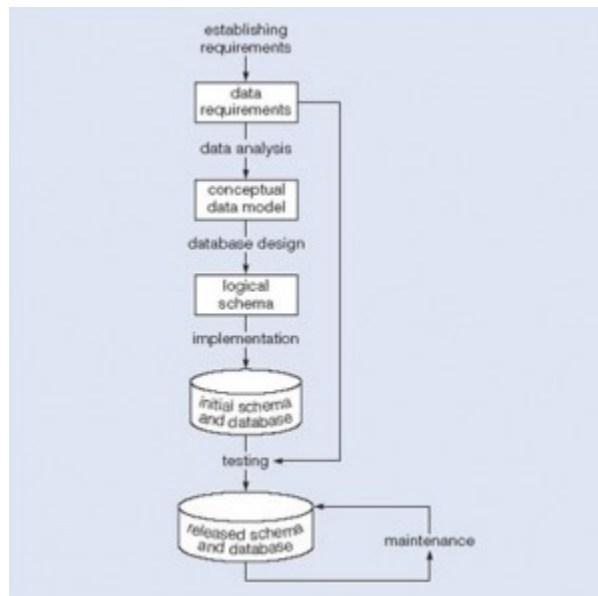 establishing
requirements
data
requirements
data analysis
conceptual
data model
database design
logical
schema
implementation
initial schema
and database
testing
released schema
and database
maintenance